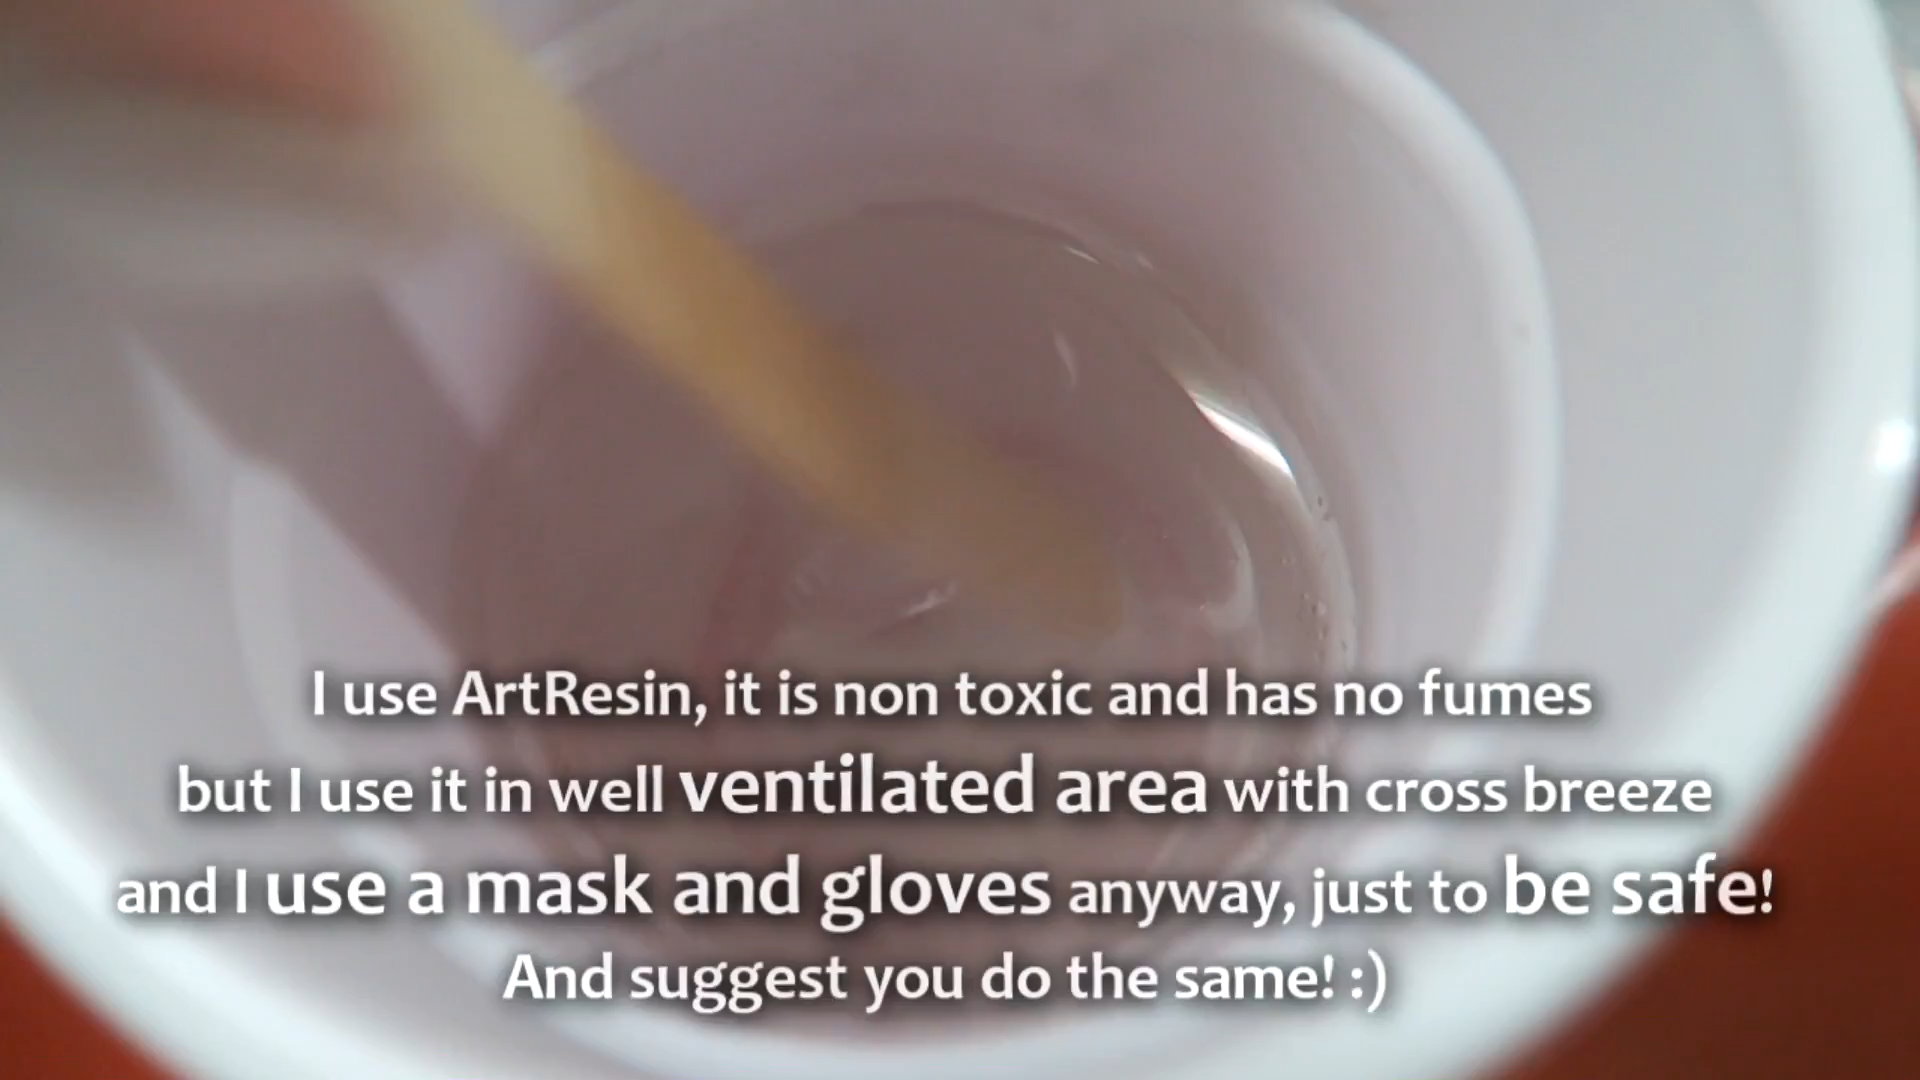 I use ArtResin, it is non toxic and has no fumes
but I use it in well ventilated area with cross breeze
and I use a mask and gloves anyway, just to be safe!
And suggest you do the same! :)